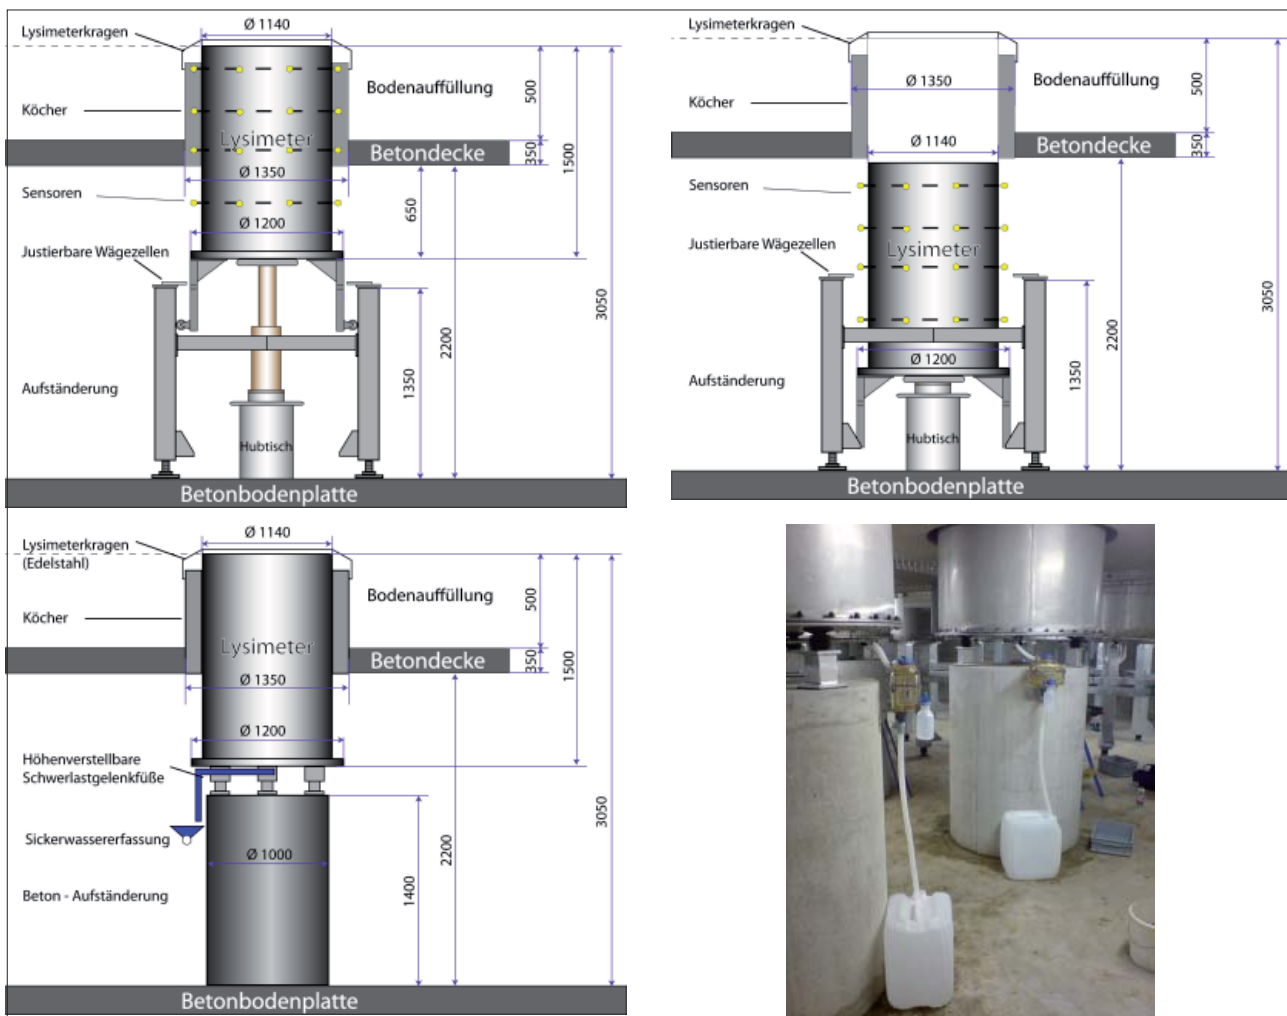 Lysimeterkragen
Ø 1140
Köcher
Lysimeter
Bodenauffüllung
500
350
1500
Betondecke
Ø 1350
Sensoren
650
Ø 1200
Justierbare Wägezellen
3050
2200
1350
Aufständerung
Hubtisch
Betonbodenplatte
Lysimeterkragen
Ø 1350
Bodenauffüllung
500
Köcher
350
Betondecke
Ø 1140
Sensoren
Justierbare Wägezellen
Lysimeter
3050
2200
1350
Ø 1200
Aufständerung
Hubtisch
Betonbodenplatte
Lysimeterkragen
(Edelstahl)
Ø 1140
Köcher
Lysimeter
Bodenauffüllung
500
350
1500
Betondecke
Ø 1350
Ø 1200
Höhenverstellbare
Schwerlastgelenkfüße
Sickerwassererfassung
3050
2200
1400
Ø 1000
Beton - Aufständerung
Betonbodenplatte